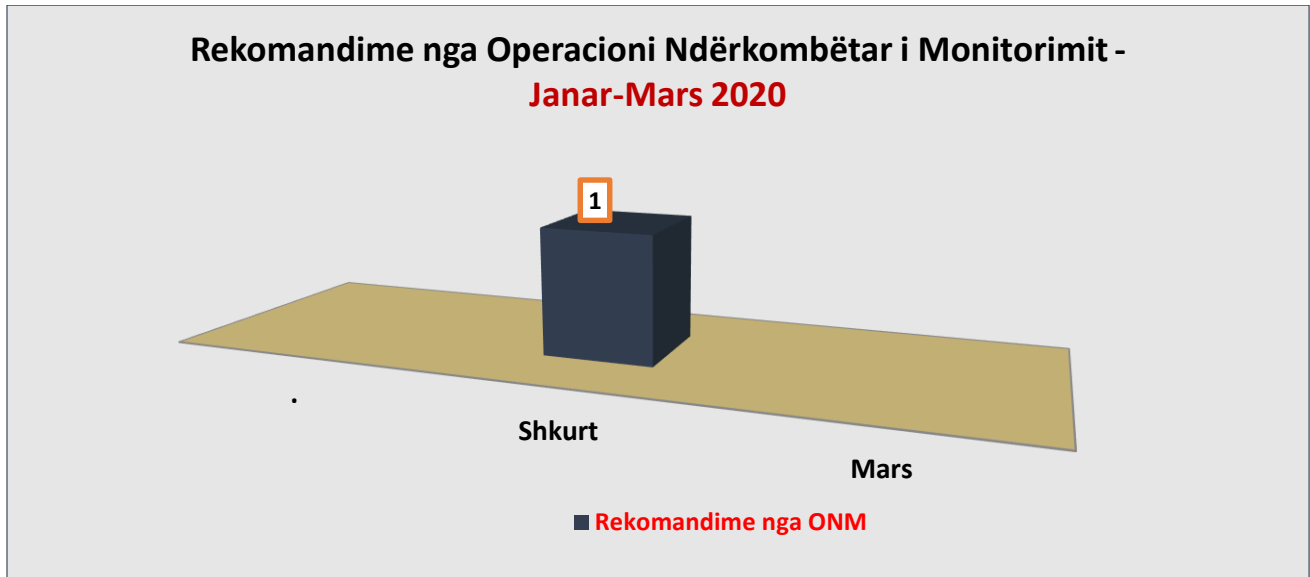 Rekomandime nga Operacioni Ndërkombëtar i Monitorimit -
Janar-Mars 2020
1
.
Shkurt
Mars
Rekomandime nga ONM